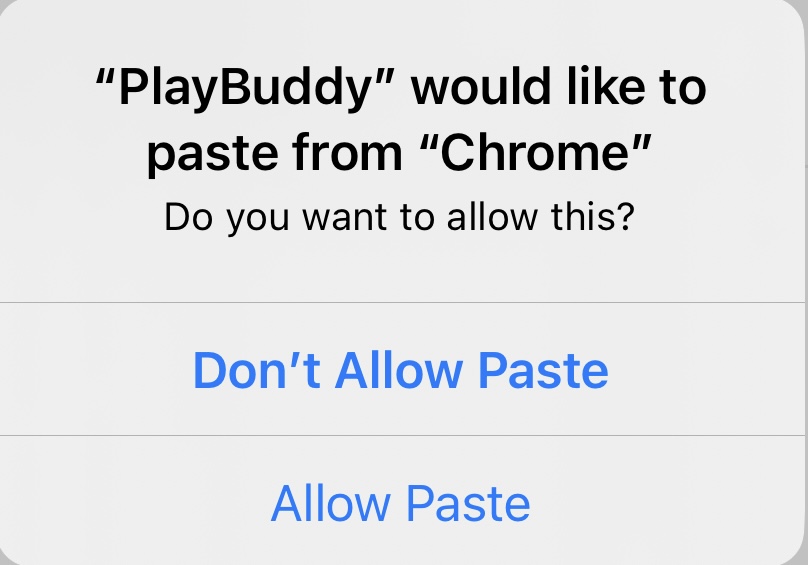 “PlayBuddy” would like to
paste from “Chrome”
Do you want to allow this?
Don’t Allow Paste
Allow Paste